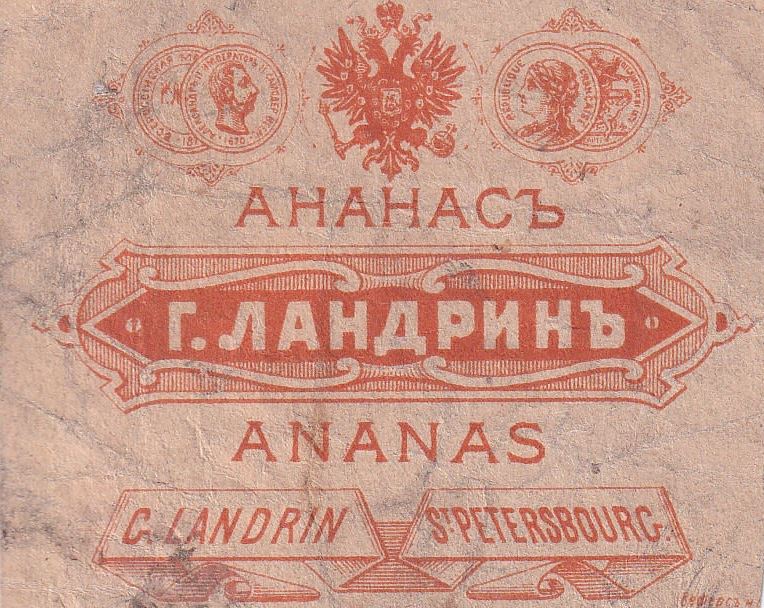 АНАНАСЪ
Г. ЛАНДРИНЪ
ANANAS
G. LANDRIN St. PETERSBOURG.